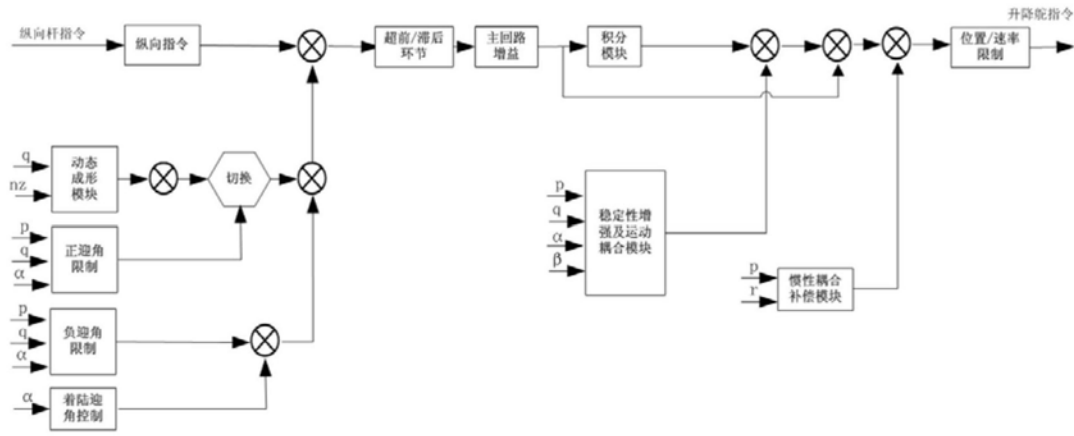 升降舵指令
纵向杆指令
纵向指令
超前/滞后
环节
主回路
增益
积分
模块
位置/速率
限制
q
nz
动态
成形
模块
切换
p
q
α
正迎角
限制
p
q
α
β
稳定性增
强及运动
耦合模块
p
r
惯性耦合
补偿模块
p
q
α
负迎角
限制
α
着陆迎
角控制